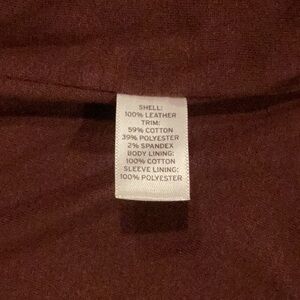 SHELL:
100% LEATHER
TRIM:
59% COTTON
39% POLYESTER
2% SPANDEX
BODY LINING:
100% COTTON
SLEEVE LINING:
100% POLYESTER